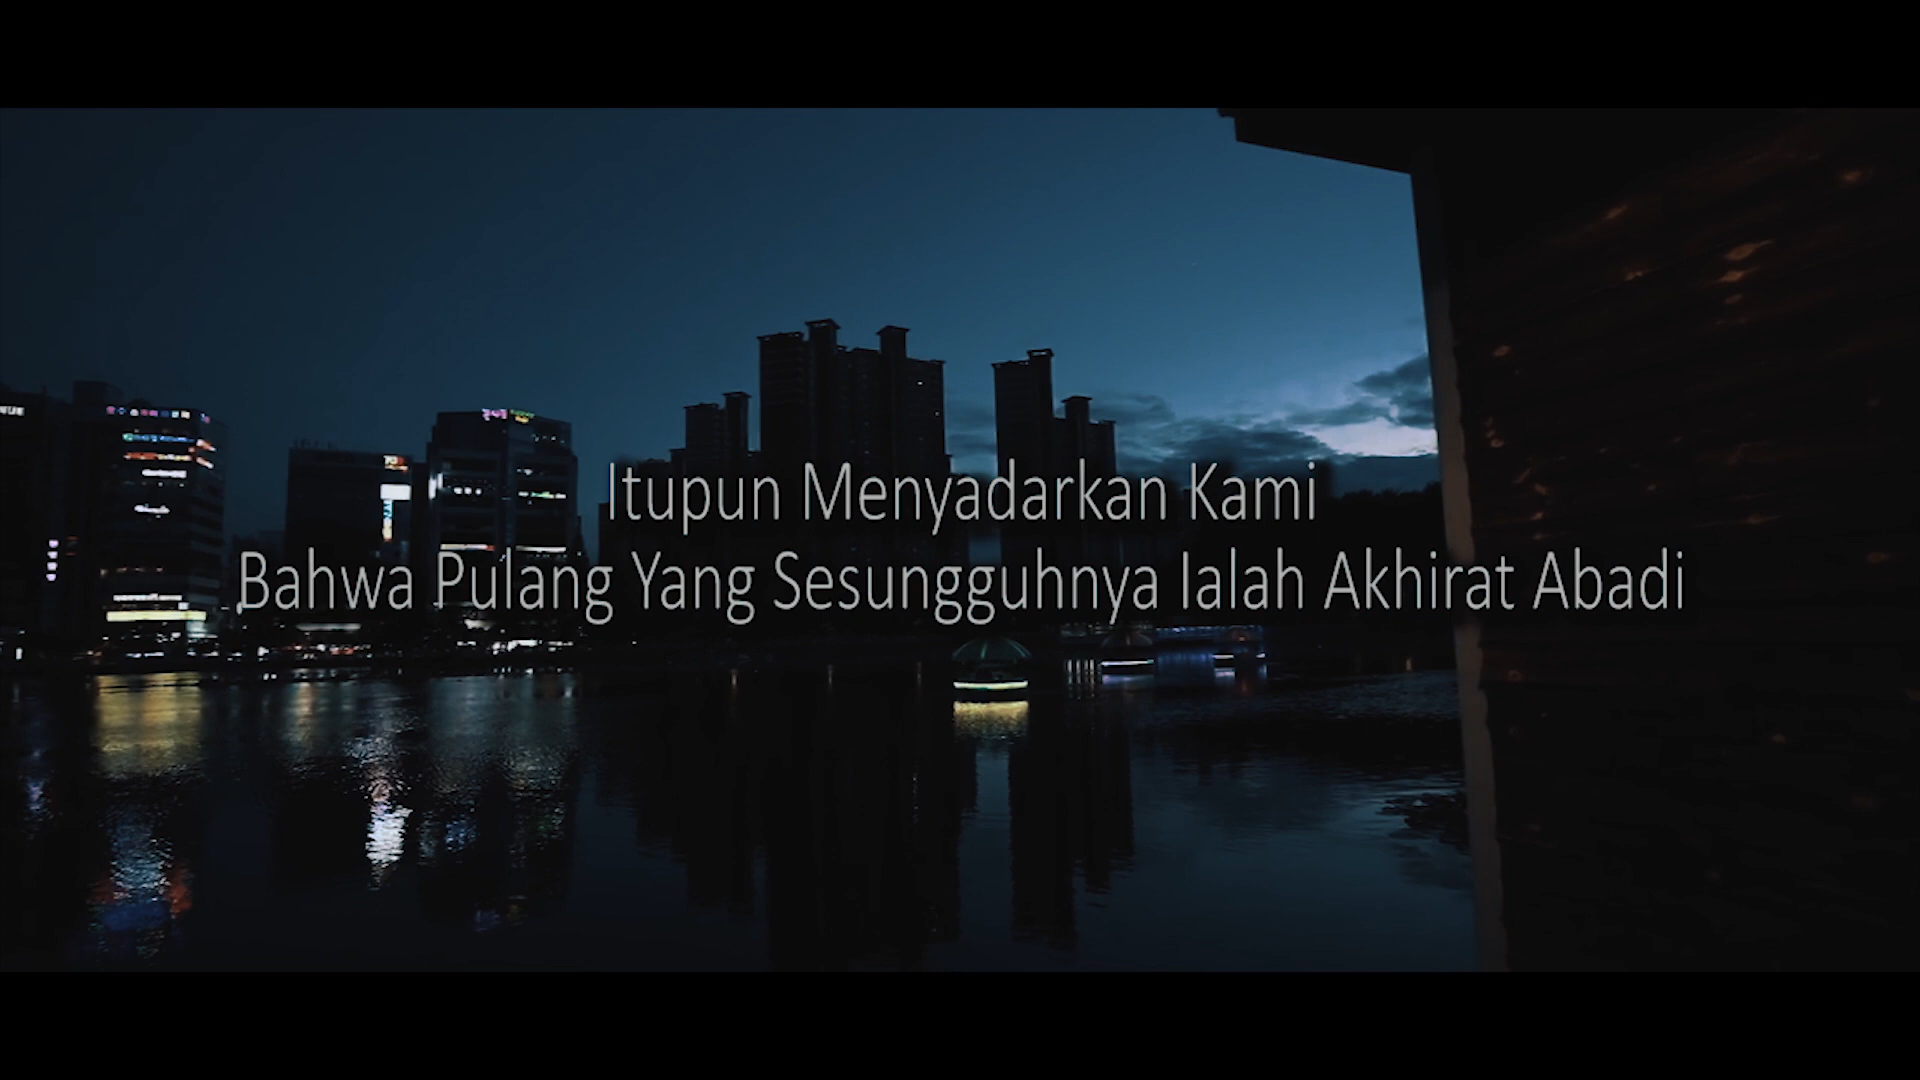 Itupun Menyadarkan Kami
Bahwa Pulang Yang Sesungguhnya Ialah Akhirat Abadi